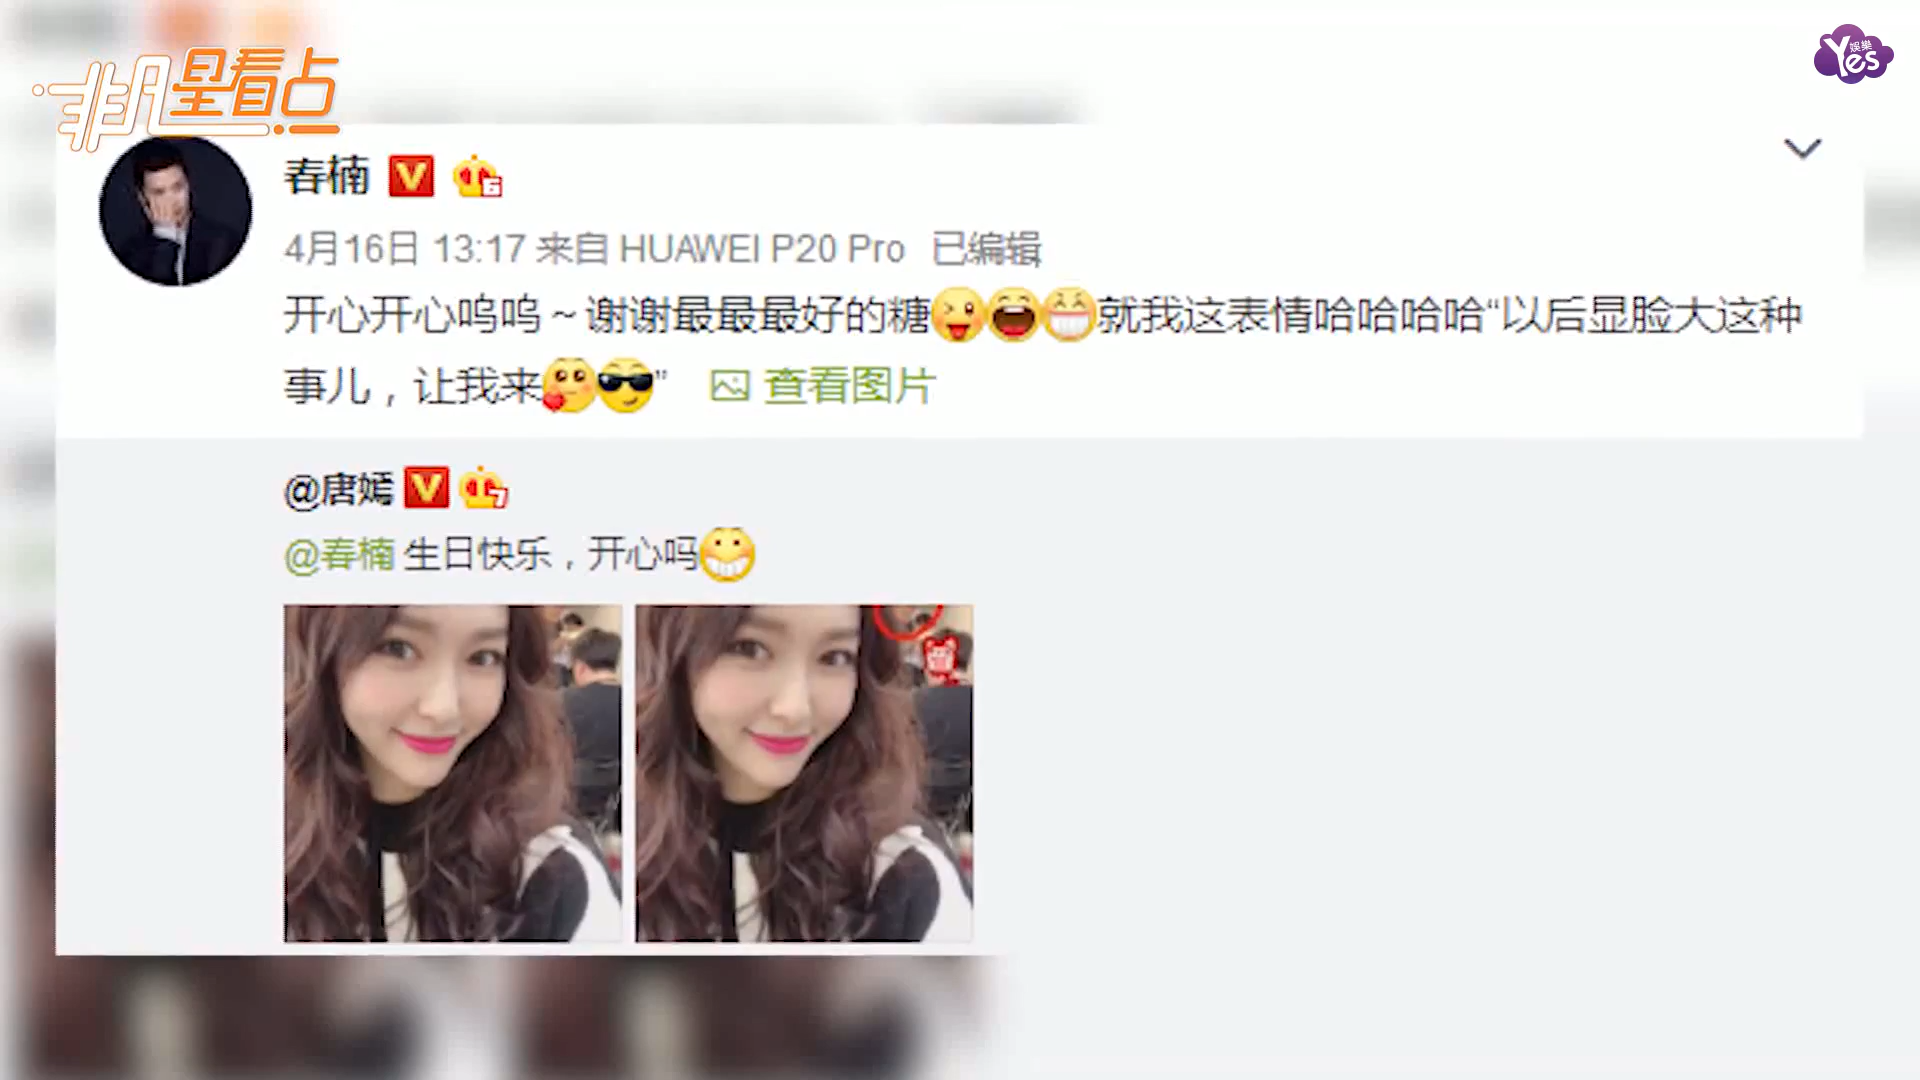 非凡星看点
Yes 娛樂
春楠
4月16日 13:17 来自 HUAWEI P20 Pro 已编辑
开心开心呜呜~谢谢最最最好的糖就我这表情哈哈哈哈“以后显脸大这种
事儿，让我来” 查看图片
@唐嫣
@春楠 生日快乐，开心吗